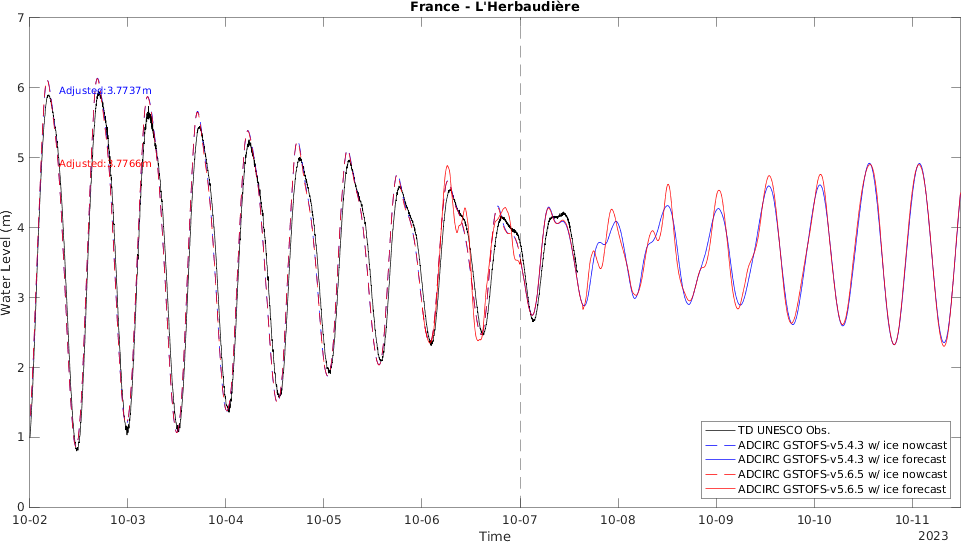 France - L'Herbaudière
7
6
5
4
3
2
1
0
Water Level (m)
Adjusted:3.7737m
Adjusted:3.7766m
TD UNESCO Obs.
ADCIRC GSTOFS-v5.4.3 w/ ice nowcast
ADCIRC GSTOFS-v5.4.3 w/ ice forecast
ADCIRC GSTOFS-v5.6.5 w/ ice nowcast
ADCIRC GSTOFS-v5.6.5 w/ ice forecast
10-02 10-03 10-04 10-05 10-06 10-07 10-08 10-09 10-10 10-11
Time
2023